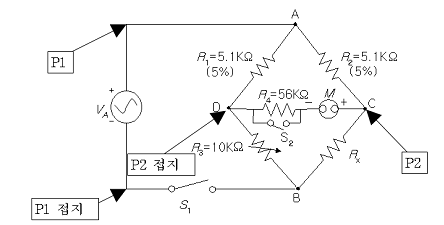 A
P1
R₁=5.1KΩ
(5%)
R₂=5.1KΩ
(5%)
R₄=56KΩ
M
+
V_A
−
D
−
+
C
S₂
R₃=10KΩ
P2 접지
Rₓ
P2
P1 접지
S₁
B